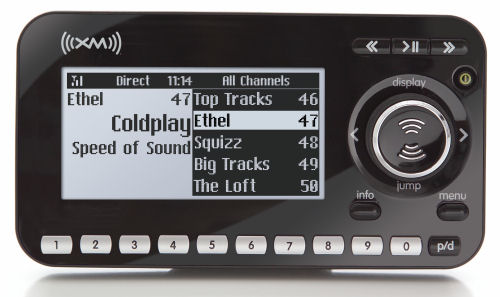 XM
Direct 11:14 All Channels
Ethel 47
Coldplay
Speed of Sound
Top Tracks 46
Ethel 47
Squizz 48
Big Tracks 49
The Loft 50
display
jump
info
menu
1 2 3 4 5 6 7 8 9 0 p/d